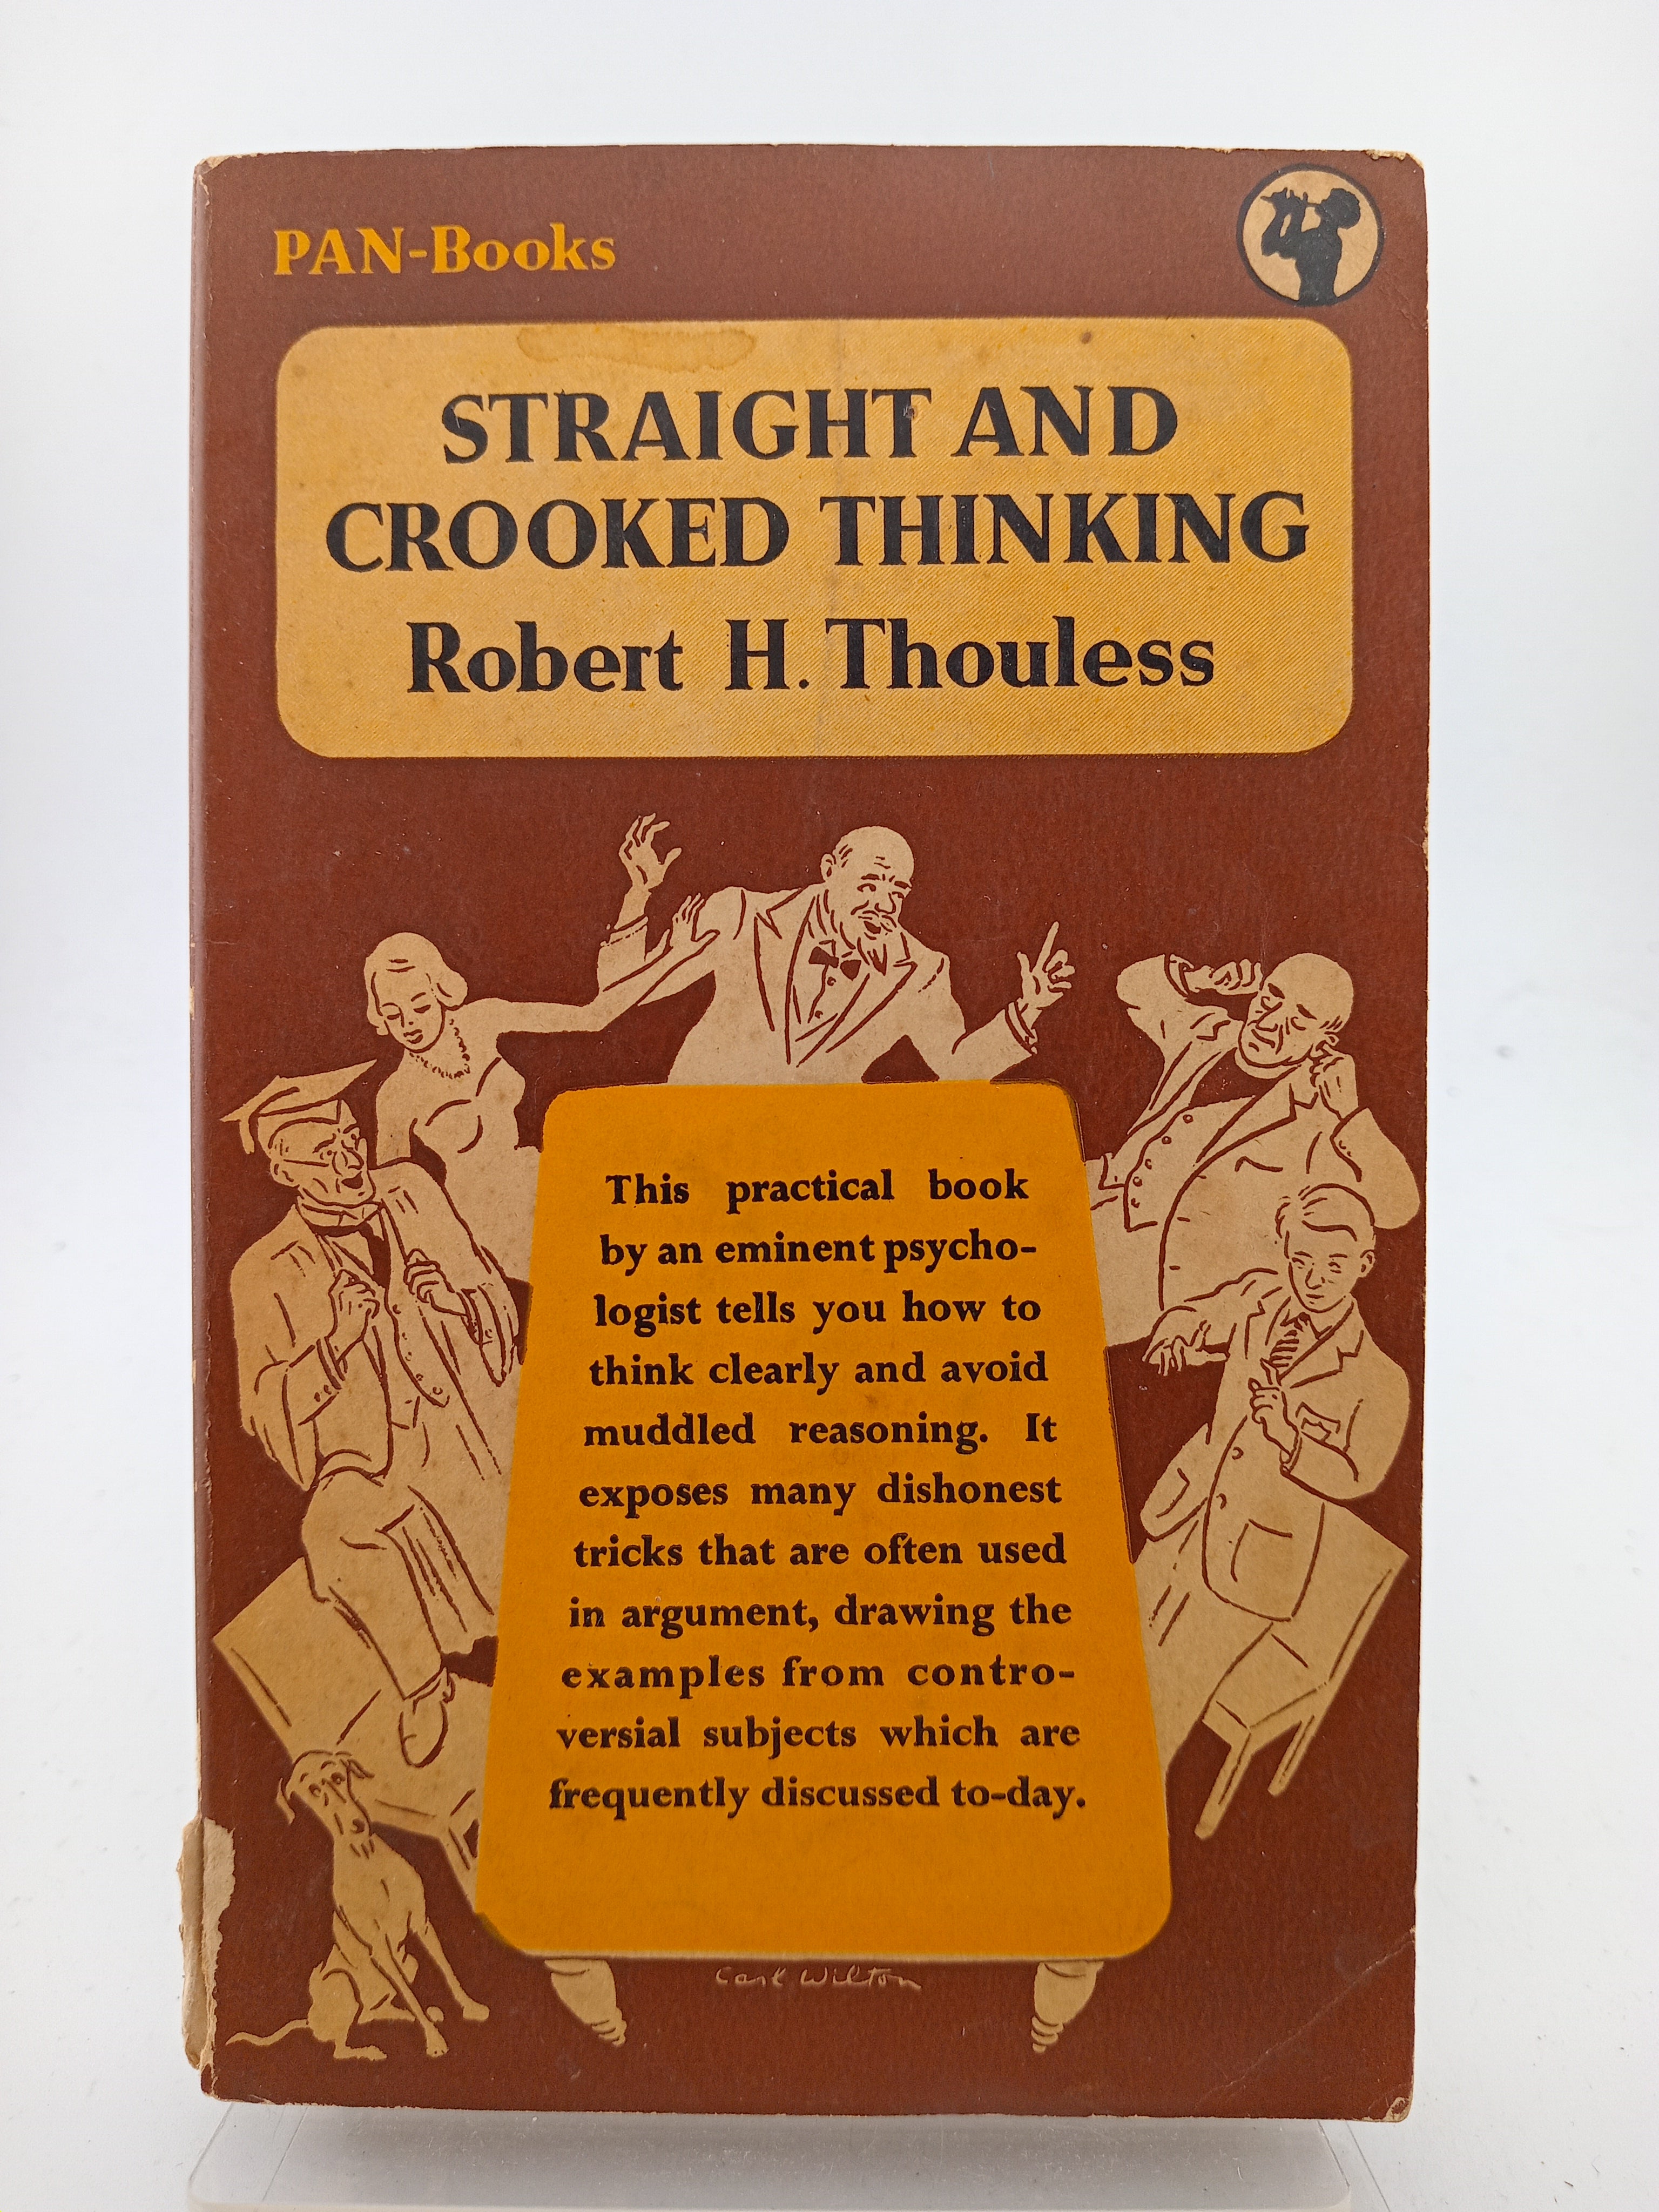 PAN-Books
STRAIGHT AND
CROOKED THINKING
Robert H. Thouless
This practical book
by an eminent psycho-
logist tells you how to
think clearly and avoid
muddled reasoning. It
exposes many dishonest
tricks that are often used
in argument, drawing the
examples from contro-
versial subjects which are
frequently discussed to-day.
Carl Wilton